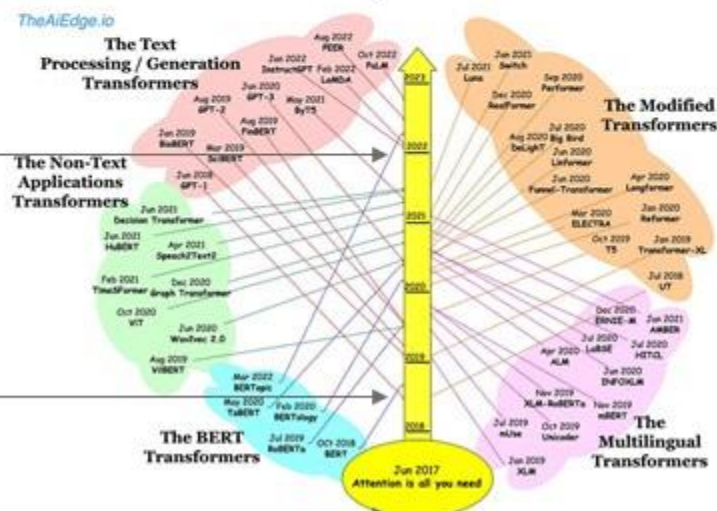 TheAiEdge.io
The Text
Processing / Generation
Transformers
Aug 2022
PEER
Oct 2022
PaLM
Jan 2022
InstructGPT
Feb 2022
LaMDA
Jun 2020
GPT-3
May 2021
ByT5
Aug 2019
GPT-2
Aug 2019
FinBERT
Jan 2019
BioBERT
Mar 2019
SciBERT
Jun 2018
GPT-1
The Non-Text
Applications
Transformers
Jun 2021
Decision Transformer
Jun 2021
HuBERT
Apr 2021
Speech2Text2
Feb 2021
TimeSFormer
Dec 2020
Graph Transformer
Oct 2020
ViT
Jun 2020
Wav2vec 2.0
Aug 2019
VilBERT
Mar 2022
BERTopic
May 2020
TaBERT
Feb 2020
BERTology
Jul 2019
RoBERTa
Oct 2018
BERT
The BERT
Transformers
2023
2022
2021
2020
2019
2018
Jun 2017
Attention is all you need
Jan 2021
Switch
Jul 2021
Luna
Sep 2020
Performer
Dec 2020
RealFormer
The Modified
Transformers
Jul 2020
Big Bird
Aug 2020
DeLighT
Jun 2020
Linformer
Jun 2020
Funnel-Transformer
Apr 2020
Longformer
Mar 2020
ELECTRA
Jan 2020
Reformer
Oct 2019
T5
Jan 2019
Transformer-XL
Jul 2018
UT
Dec 2020
ERNIE-M
Jan 2021
AMBER
Jul 2020
LaBSE
Jul 2020
HITCL
Apr 2020
ALM
Jun 2020
INFOXLM
Nov 2019
XLM-RoBERTa
Nov 2019
mBERT
Jul 2019
mUse
Oct 2019
Unicoder
Jan 2019
XLM
The
Multilingual
Transformers